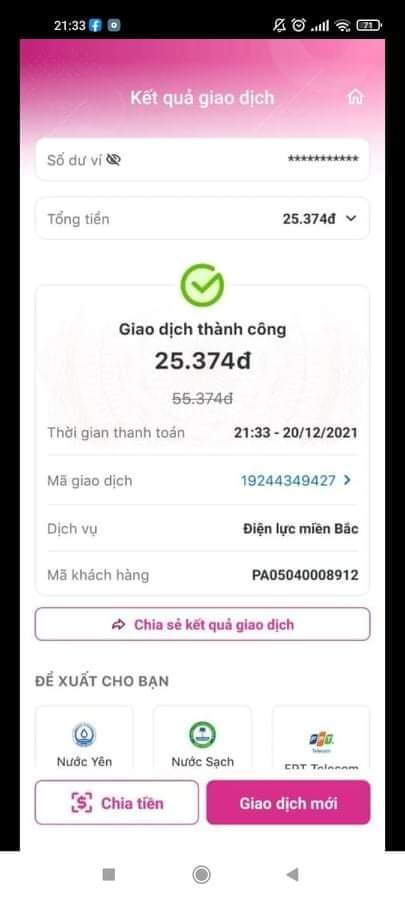 21:33
71
Kết quả giao dịch
Số dư ví ***********
Tổng tiền 25.374đ
Giao dịch thành công
25.374đ
55.374đ
Thời gian thanh toán 21:33 - 20/12/2021
Mã giao dịch 19244349427
Dịch vụ Điện lực miền Bắc
Mã khách hàng PA05040008912
Chia sẻ kết quả giao dịch
ĐỀ XUẤT CHO BẠN
FPT
Telecom
Nước Yên Nước Sạch FPT Telecom
Chia tiền Giao dịch mới